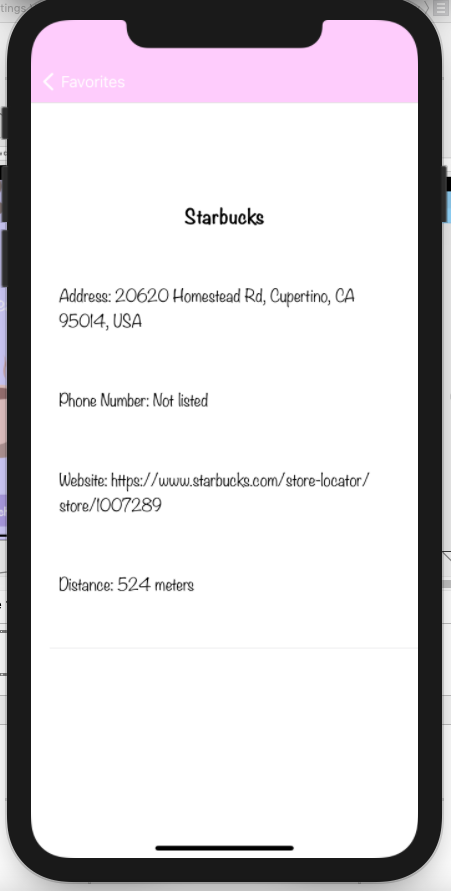 Favorites
Starbucks
Address: 20620 Homestead Rd, Cupertino, CA
95014, USA
Phone Number: Not listed
Website: https://www.starbucks.com/store-locator/
store/1007289
Distance: 524 meters